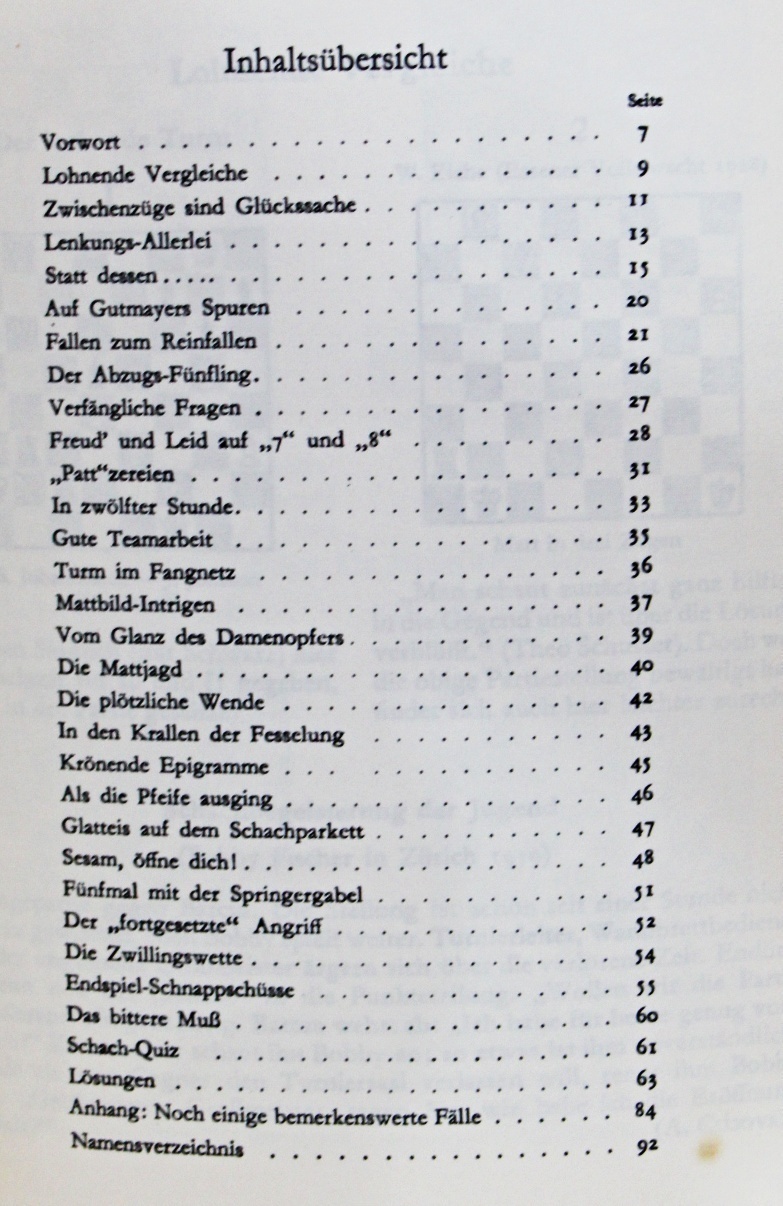 Inhaltsübersicht
Seite
Vorwort . . . . . . . . . . . . . . . . 7
Lohnende Vergleiche . . . . . . . . . . . . 9
Zwischenzüge sind Glückssache . . . . . . . . . 11
Lenkungs-Allerlei . . . . . . . . . . . . . 13
Statt dessen . . . . . . . . . . . . . . . . 15
Auf Gutmayers Spuren . . . . . . . . . . . 20
Fallen zum Reinfallen . . . . . . . . . . . . 21
Der Abzugs-Fünfling . . . . . . . . . . . . . 26
Verfängliche Fragen . . . . . . . . . . . . . 27
Freud' und Leid auf „7“ und „8“ . . . . . . . 28
„Patt“zereien . . . . . . . . . . . . . . . 31
In zwölfter Stunde . . . . . . . . . . . . . 33
Gute Teamarbeit . . . . . . . . . . . . . 35
Turm im Fangnetz . . . . . . . . . . . . 36
Mattbild-Intrigen . . . . . . . . . . . . . 37
Vom Glanz des Damenopfers . . . . . . . . . 39
Die Mattjagd . . . . . . . . . . . . . . 40
Die plötzliche Wende . . . . . . . . . . . 42
In den Krallen der Fesselung . . . . . . . . 43
Krönende Epigramme . . . . . . . . . . . 45
Als die Pfeife ausging . . . . . . . . . . . 46
Glatteis auf dem Schachparkett . . . . . . . . 47
Sesam, öffne dich! . . . . . . . . . . . . . 48
Fünfmal mit der Springergabel . . . . . . . . 51
Der „fortgesetzte“ Angriff . . . . . . . . . . 52
Die Zwillingswette . . . . . . . . . . . . . 54
Endspiel-Schnappschüsse . . . . . . . . . . 55
Das bittere Muß . . . . . . . . . . . . . 60
Schach-Quiz . . . . . . . . . . . . . . 61
Lösungen . . . . . . . . . . . . . . . 63
Anhang: Noch einige bemerkenswerte Fälle . . . . 84
Namensverzeichnis . . . . . . . . . . . . 92